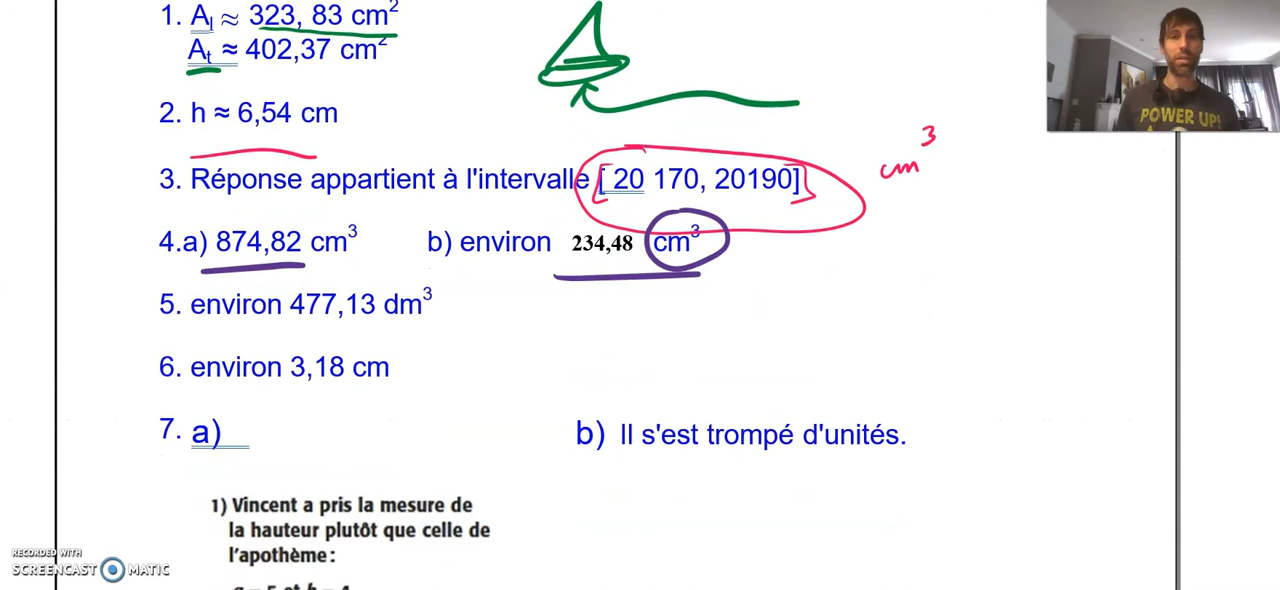 1. Al ≈ 323, 83 cm²
At ≈ 402,37 cm²
2. h ≈ 6,54 cm
3. Réponse appartient à l'intervalle [ 20 170, 20190] cm³
4.a) 874,82 cm³ b) environ 234,48 cm³
5. environ 477,13 dm³
6. environ 3,18 cm
7. a) b) Il s'est trompé d'unités.
1) Vincent a pris la mesure de
la hauteur plutôt que celle de
l'apothème :
POWER UP!
RECORDED WITH
SCREENCAST MATIC